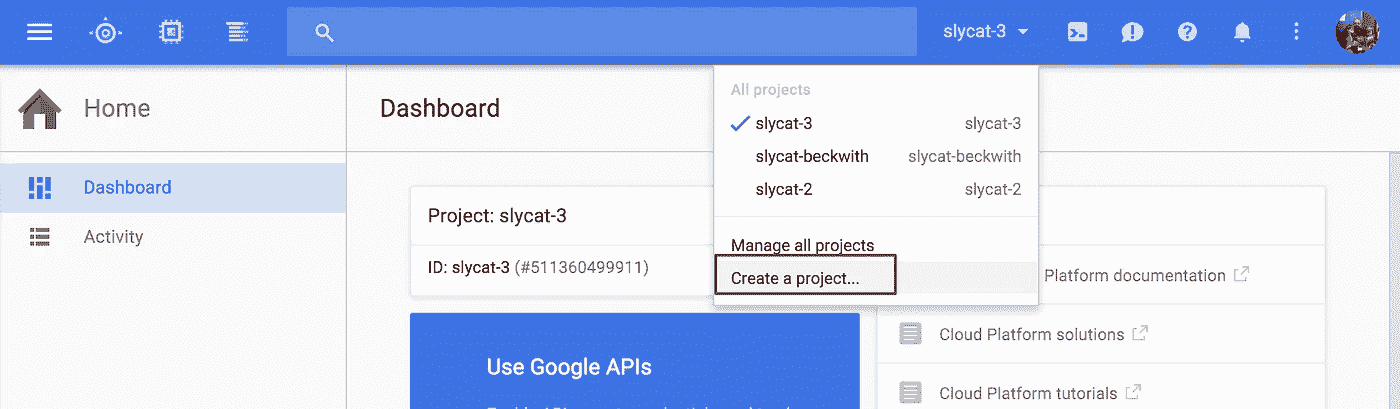 slycat-3
Home
Dashboard
All projects
slycat-3 slycat-3
slycat-beckwith slycat-beckwith
slycat-2 slycat-2
Manage all projects
Create a project...
Dashboard
Activity
Project: slycat-3
ID: slycat-3 (#511360499911)
Use Google APIs
Platform documentation
Cloud Platform solutions
Cloud Platform tutorials